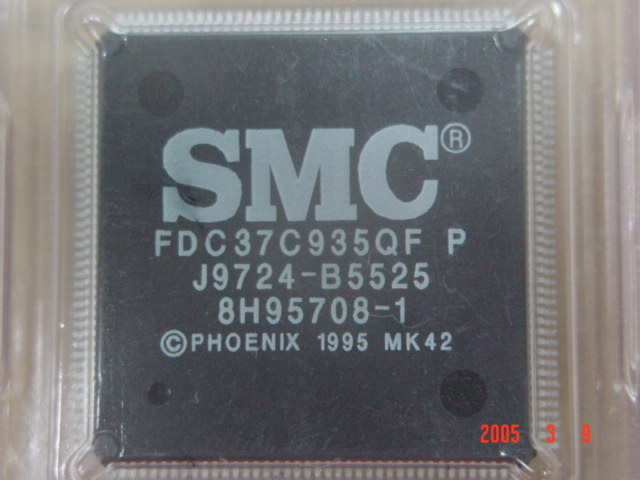 SMC®
FDC37C935QF P
J9724-B5525
8H95708-1
©PHOENIX 1995 MK42
2005 3 9